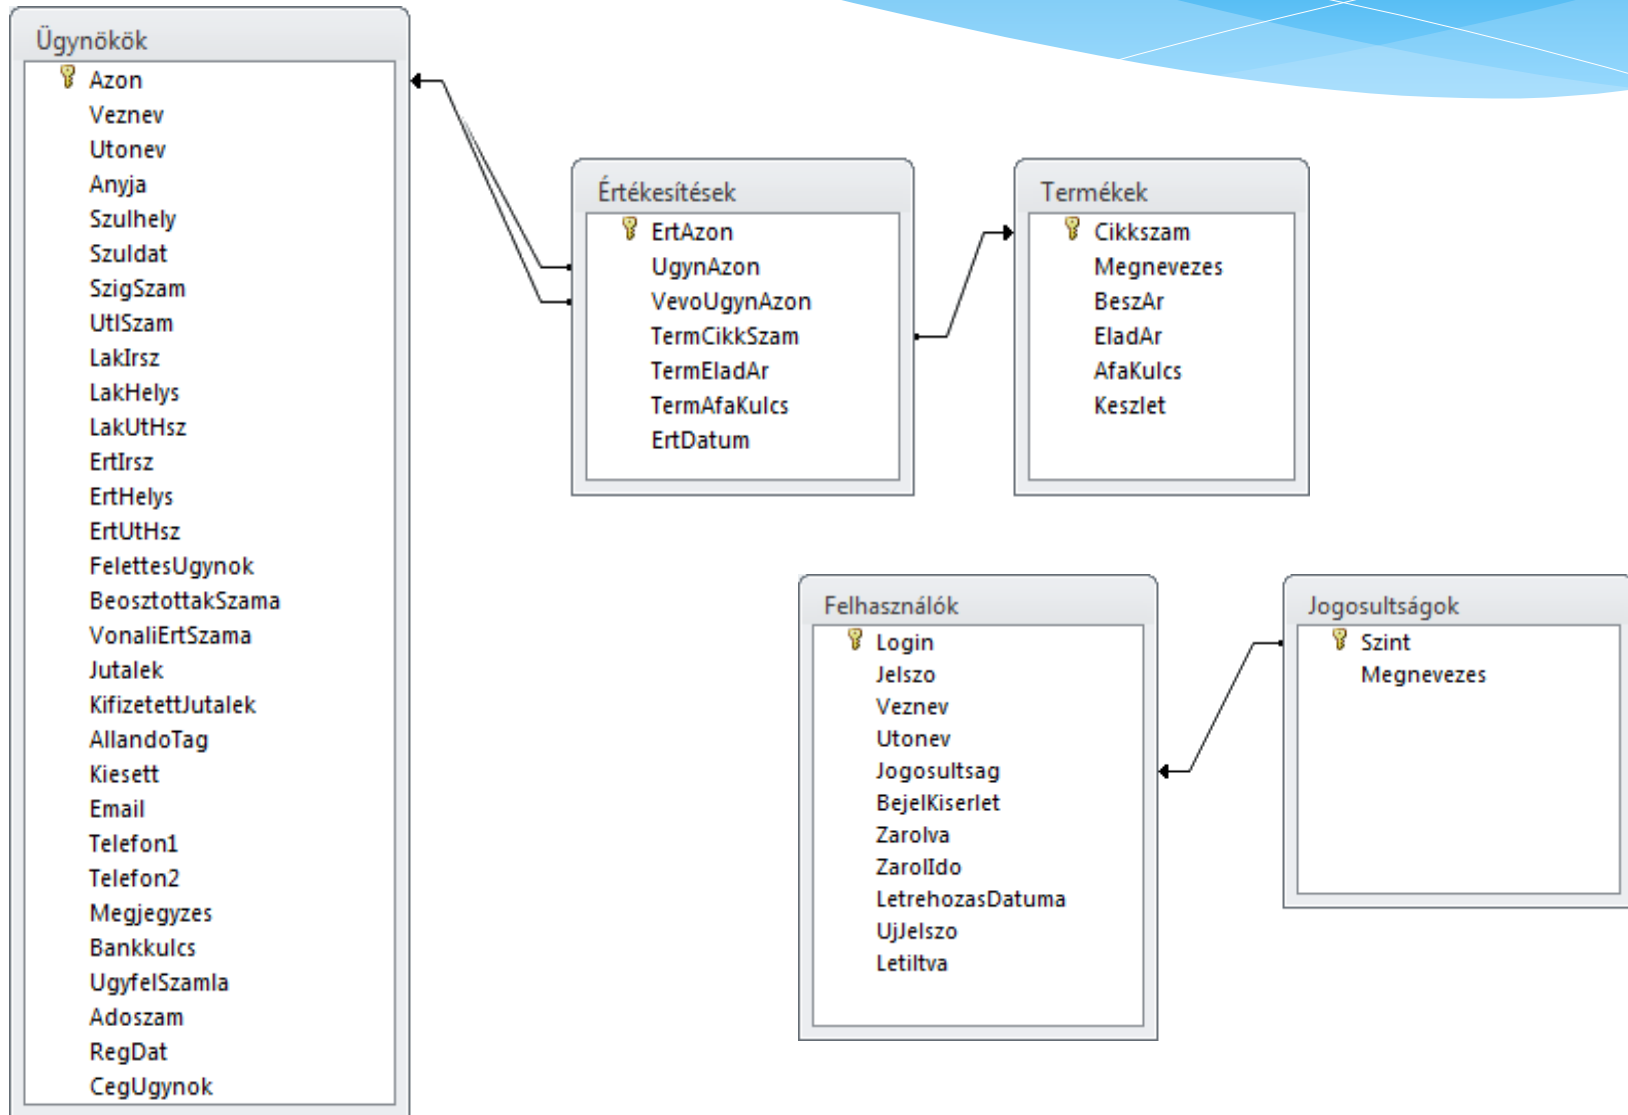 Ügynökök
Azon
Veznev
Utonev
Anyja
Szulhely
Szuldat
SzigSzam
UtlSzam
LakIrsz
LakHelys
LakUtHsz
ErtIrsz
ErtHelys
ErtUtHsz
FelettesUgynok
BeosztottakSzama
VonaliErtSzama
Jutalek
KifizetettJutalek
AllandoTag
Kiesett
Email
Telefon1
Telefon2
Megjegyzes
Bankkulcs
UgyfelSzamla
Adoszam
RegDat
CegUgynok
Értékesítések
ErtAzon
UgynAzon
VevoUgynAzon
TermCikkSzam
TermEladAr
TermAfaKulcs
ErtDatum
Termékek
Cikkszam
Megnevezes
BeszAr
EladAr
AfaKulcs
Keszlet
Felhasználók
Login
Jelszo
Veznev
Utonev
Jogosultsag
BejelKiserlet
Zarolva
ZarolIdo
LetrehozasDatuma
UjJelszo
Letiltva
Jogosultságok
Szint
Megnevezes